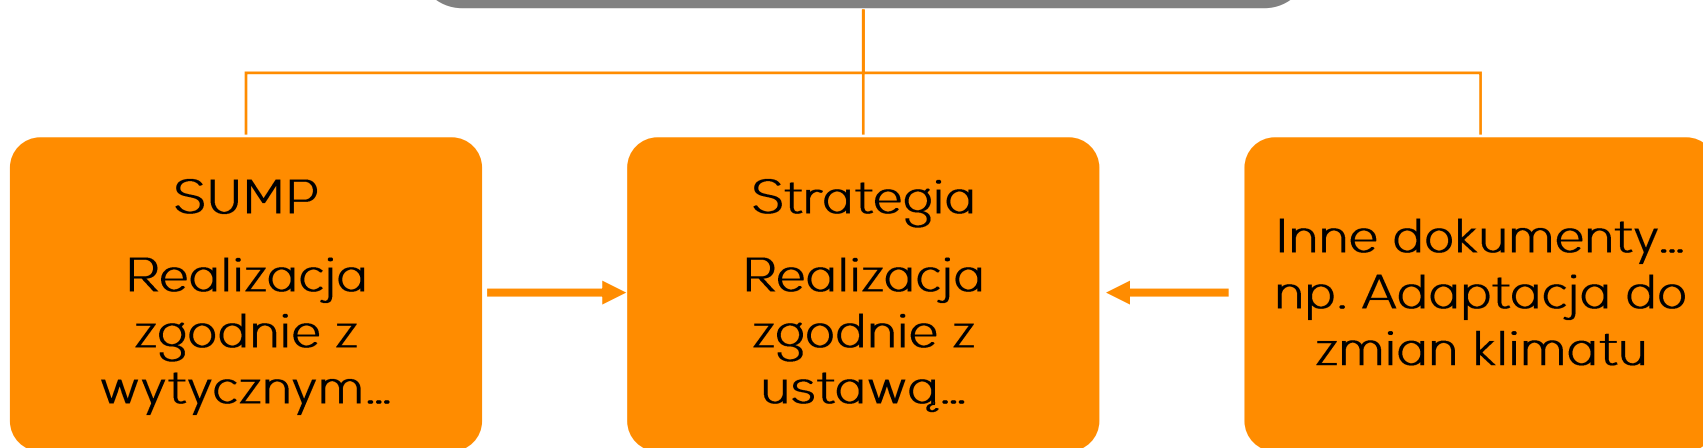 SUMP
Realizacja
zgodnie z
wytycznym...
Strategia
Realizacja
zgodnie z
ustawą...
Inne dokumenty...
np. Adaptacja do
zmian klimatu